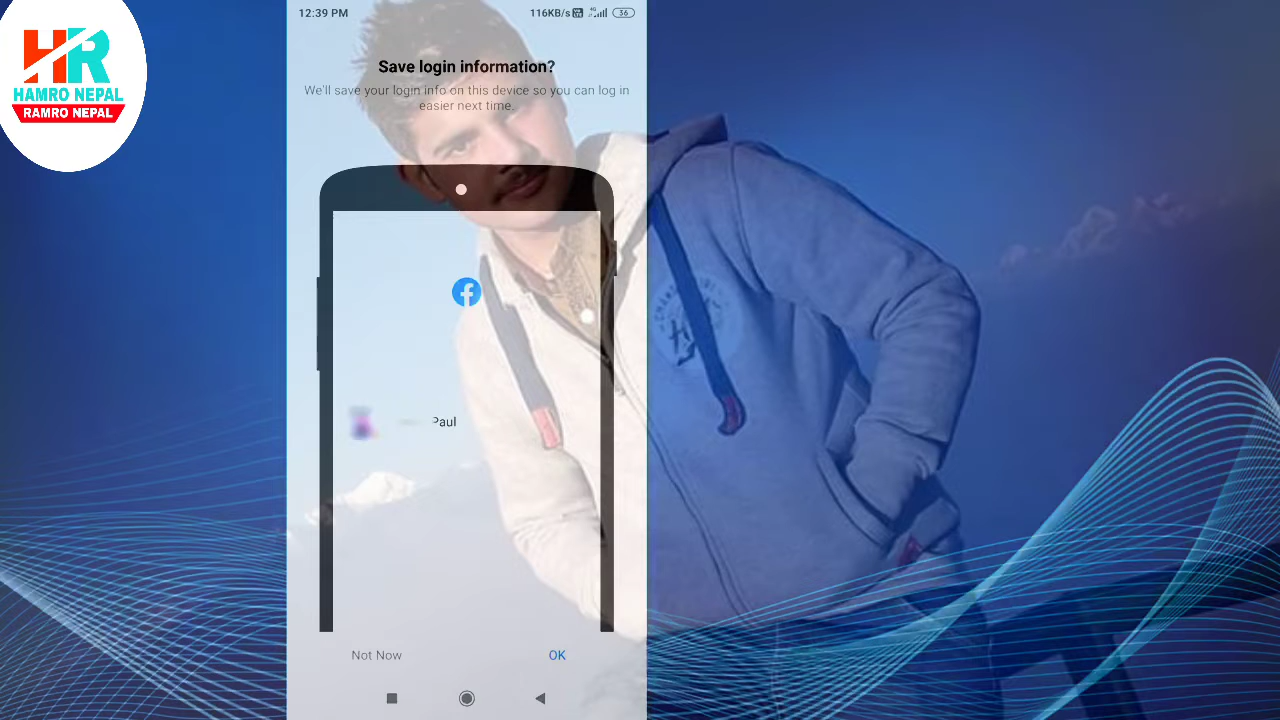 HR
HAMRO NEPAL
RAMRO NEPAL
12:39 PM
116KB/s 4G 36
Save login information?
We'll save your login info on this device so you can log in
easier next time.
Paul
Not Now
OK